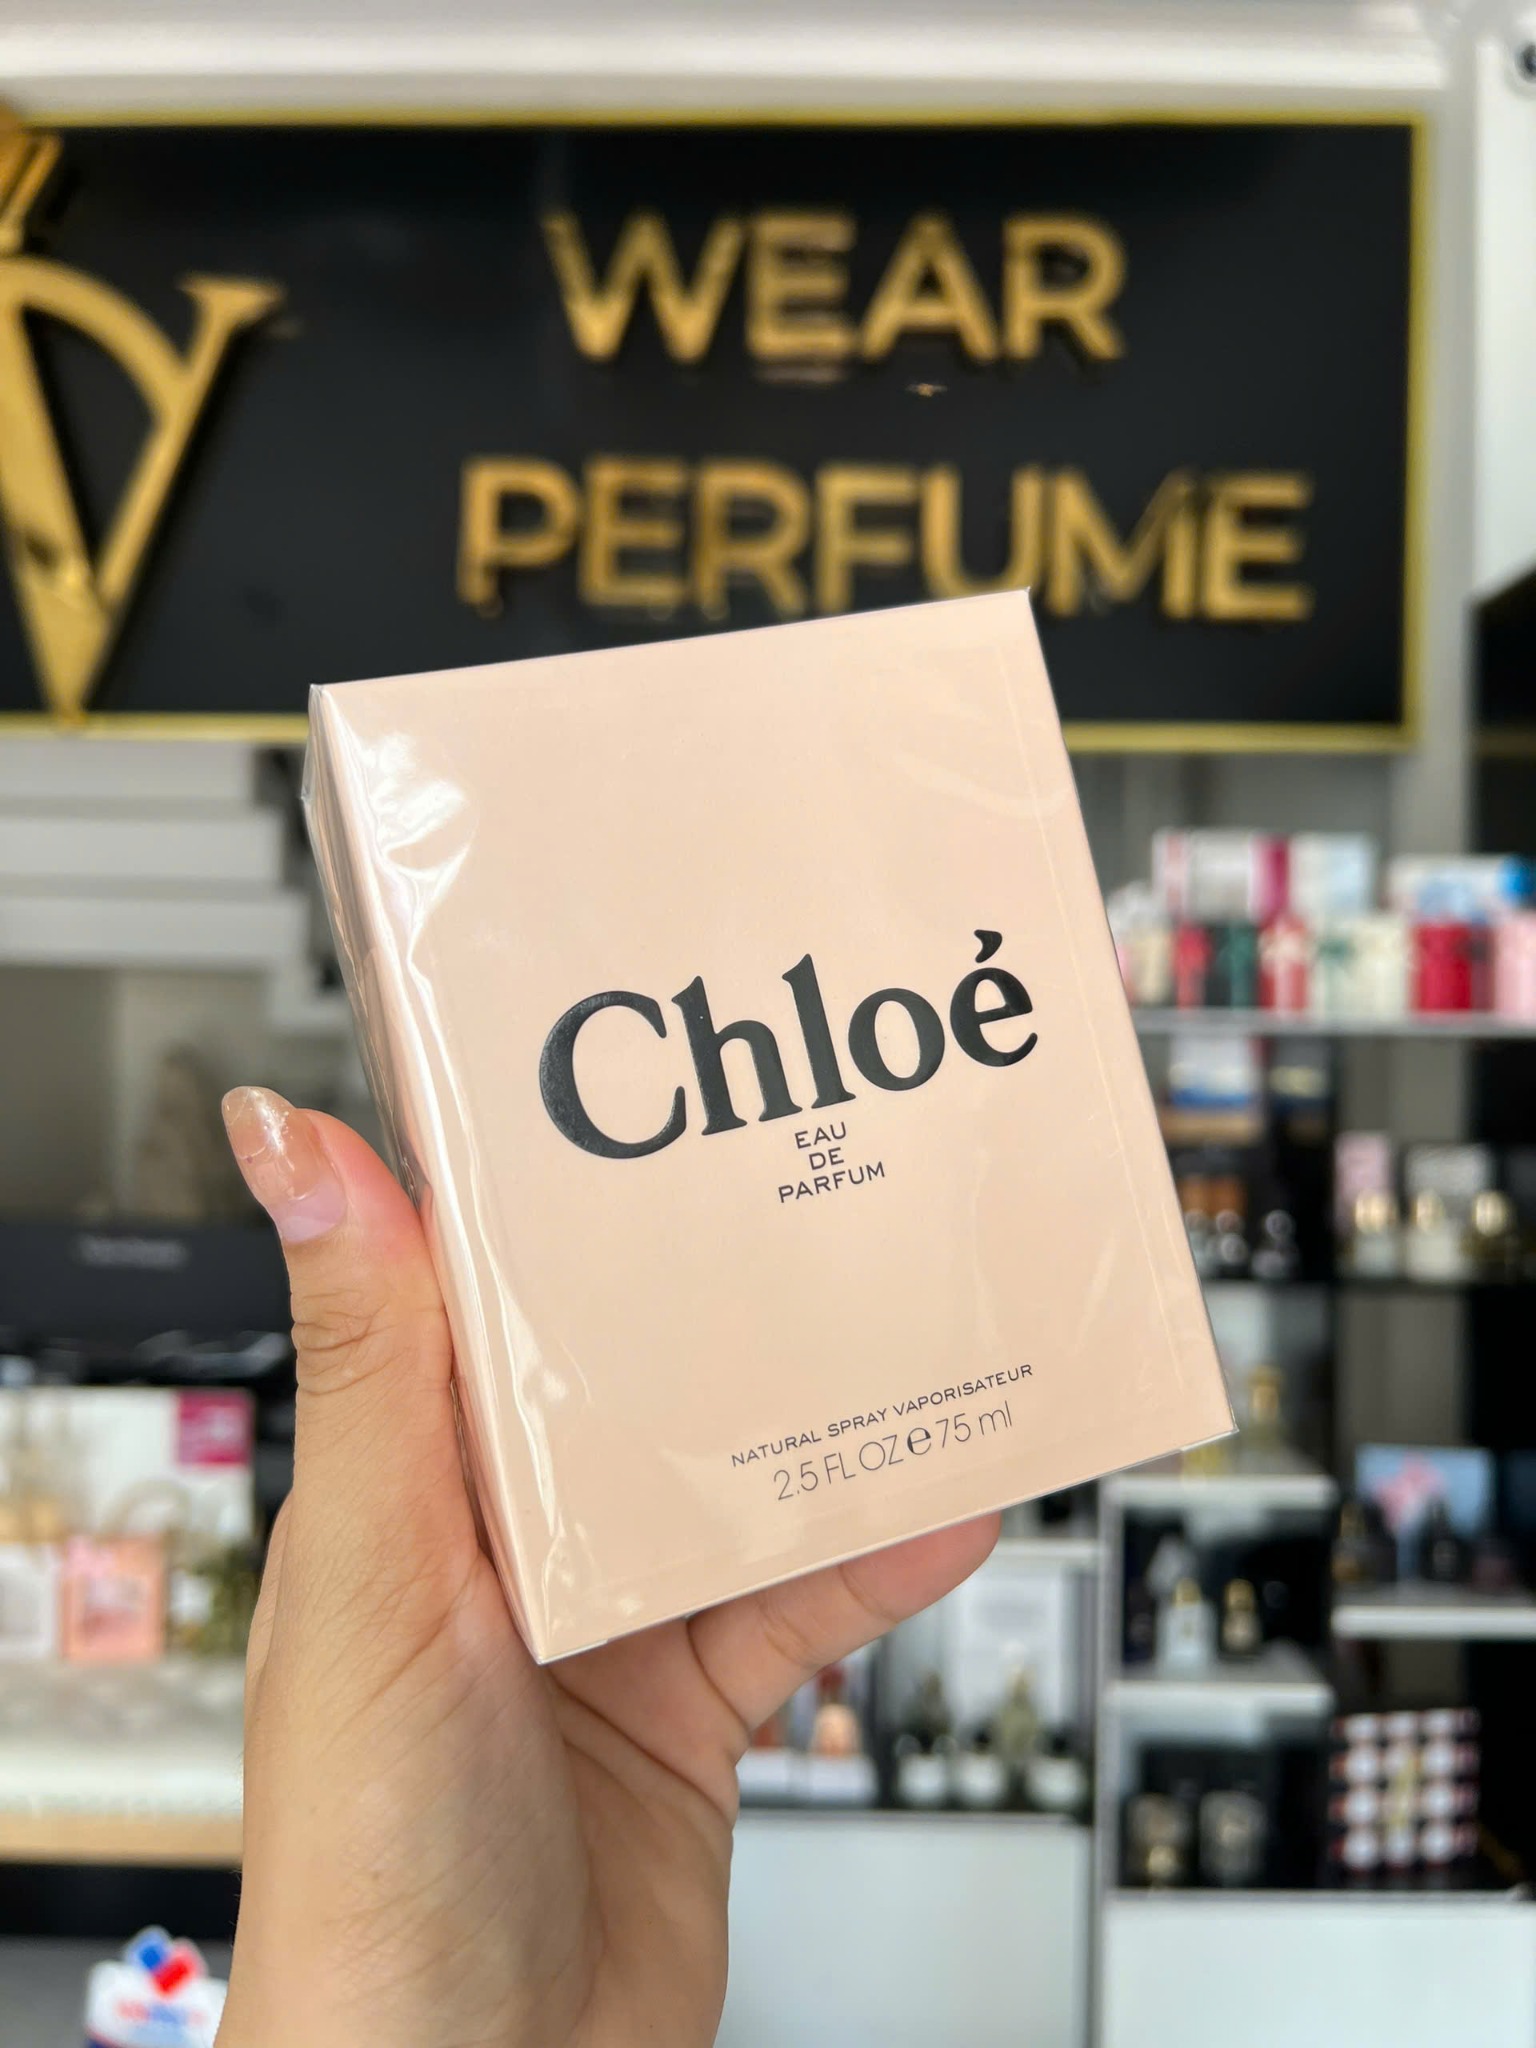 WEAR
PERFUME
Chloé
EAU
DE
PARFUM
NATURAL SPRAY VAPORISATEUR
2.5 FL OZ e 75 ml